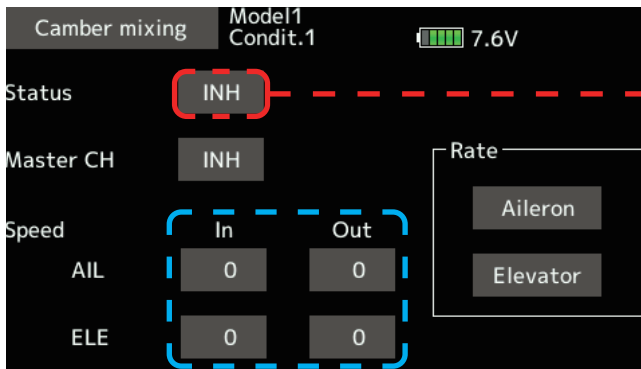 Camber mixing
Model1
Condit.1
7.6V
Status INH
Master CH INH
Rate
Aileron
Elevator
Speed In Out
AIL 0 0
ELE 0 0